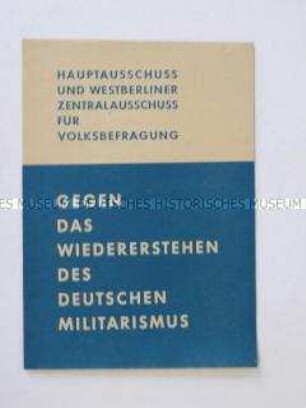 HAUPTAUSSCHUSS
UND WESTBERLINER
ZENTRALAUSSCHUSS
FÜR
VOLKSBEFRAGUNG
GEGEN
DAS
WIEDERERSTEHEN
DES
DEUTSCHEN
MILITARISMUS